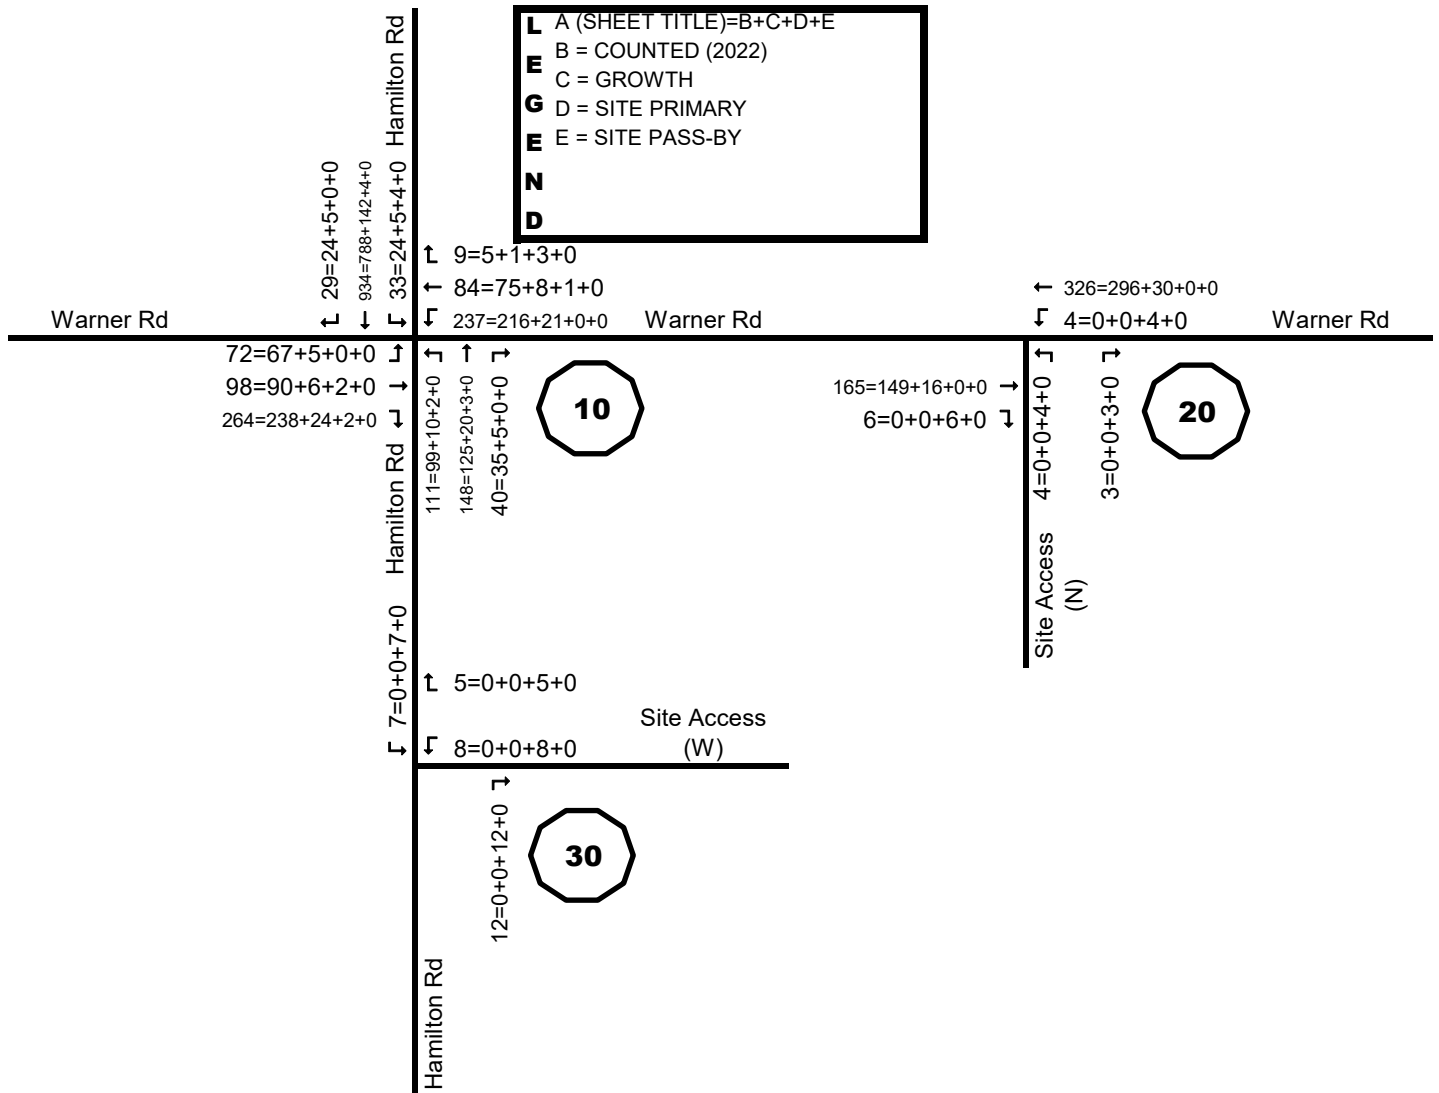 L
E
G
E
N
D
A (SHEET TITLE)=B+C+D+E
B = COUNTED (2022)
C = GROWTH
D = SITE PRIMARY
E = SITE PASS-BY
Hamilton Rd
29=24+5+0+0
934=788+142+4+0
33=24+5+4+0
9=5+1+3+0
84=75+8+1+0
237=216+21+0+0
Warner Rd
Warner Rd
326=296+30+0+0
4=0+0+4+0
Warner Rd
72=67+5+0+0
98=90+6+2+0
264=238+24+2+0
Hamilton Rd
111=99+10+2+0
148=125+20+3+0
40=35+5+0+0
10
165=149+16+0+0
6=0+0+6+0
4=0+0+4+0
3=0+0+3+0
20
Site Access
(N)
7=0+0+7+0
5=0+0+5+0
8=0+0+8+0
Site Access
(W)
12=0+0+12+0
30
Hamilton Rd